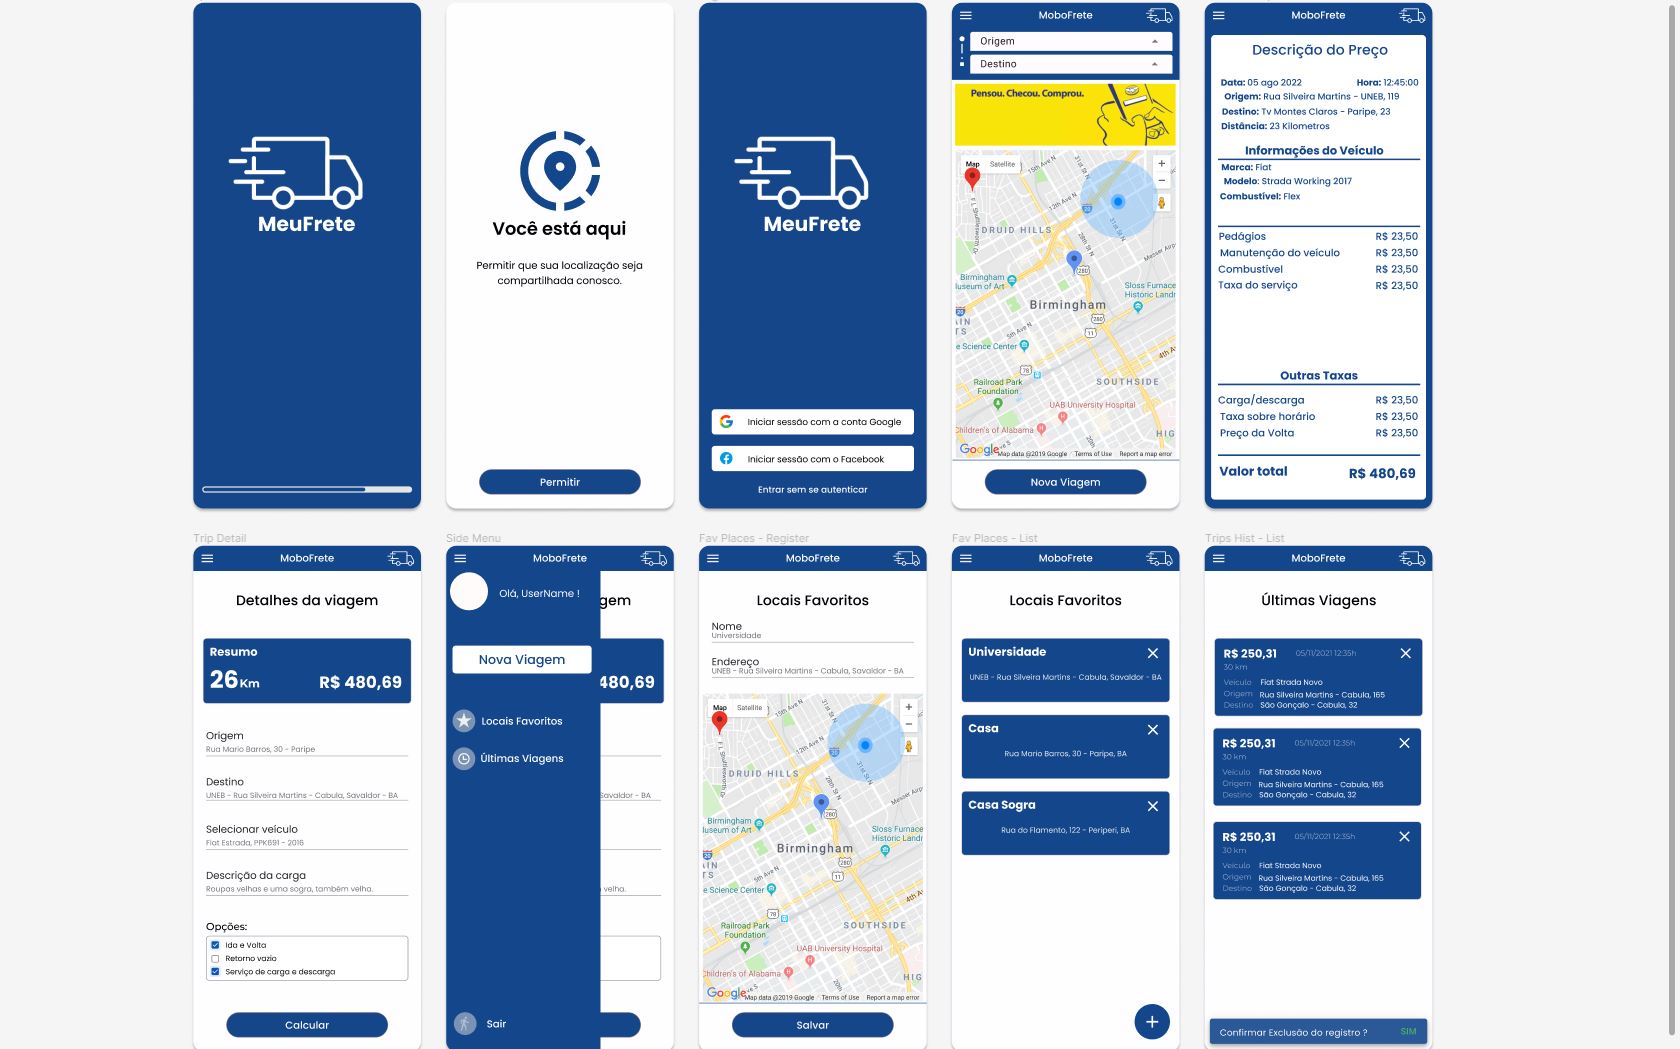 MeuFrete
Você está aqui
Permitir que sua localização seja
compartilhada conosco.
Permitir
MeuFrete
Iniciar sessão com a conta Google
Iniciar sessão com o Facebook
Entrar sem se autenticar
MoboFrete
Origem
Destino
Pensou. Checou. Comprou.
Map Satellite
DRUID HILLS
Birmingham
useum of Art
Sloss Furnace
Historic Landm
Birmingham
e Science Center
SOUTHSIDE
Railroad Park
Foundation
UAB University Hospital
Children's of Alabama
HIG
Google
Map data @2019 Google Terms of Use Report a map error
Nova Viagem
MoboFrete
Descrição do Preço
Data: 05 ago 2022 Hora: 12:45:00
Origem: Rua Silveira Martins - UNEB, 119
Destino: Tv Montes Claros - Paripe, 23
Distância: 23 Kilometros
Informações do Veículo
Marca: Fiat
Modelo: Strada Working 2017
Combustível: Flex
Pedágios R$ 23,50
Manutenção do veículo R$ 23,50
Combustível R$ 23,50
Taxa do serviço R$ 23,50
Outras Taxas
Carga/descarga R$ 23,50
Taxa sobre horário R$ 23,50
Preço da Volta R$ 23,50
Valor total R$ 480,69
Trip Detail
MoboFrete
Detalhes da viagem
Resumo
26 Km R$ 480,69
Origem
Rua Mario Barros, 30 - Paripe
Destino
UNEB - Rua Silveira Martins - Cabula, Savaldor - BA
Selecionar veículo
Fiat Estrada, PPK691 - 2016
Descrição da carga
Roupas velhas e uma sogra, também velha.
Opções:
Ida e Volta
Retorno vazio
Serviço de carga e descarga
Calcular
Side Menu
MoboFrete
Olá, UserName !
gem
Nova Viagem
480,69
Locais Favoritos
Últimas Viagens
Savaldor - BA
velha.
Sair
Fav Places - Register
MoboFrete
Locais Favoritos
Nome
Universidade
Endereço
UNEB - Rua Silveira Martins - Cabula, Savaldor - BA
Map Satellite
DRUID HILLS
Birmingham
useum of Art
Sloss Furnace
Historic Landm
Birmingham
e Science Center
SOUTHSIDE
Railroad Park
Foundation
UAB University Hospital
Children's of Alabama
HIG
Google
Map data @2019 Google Terms of Use Report a map error
Salvar
Fav Places - List
MoboFrete
Locais Favoritos
Universidade
UNEB - Rua Silveira Martins - Cabula, Savaldor - BA
Casa
Rua Mario Barros, 30 - Paripe, BA
Casa Sogra
Rua do Flamento, 122 - Periperi, BA
Trips Hist - List
MoboFrete
Últimas Viagens
R$ 250,31 05/11/2021 12:35h
30 km
Veículo Fiat Strada Novo
Origem Rua Silveira Martins - Cabula, 165
Destino São Gonçalo - Cabula, 32
R$ 250,31 05/11/2021 12:35h
30 km
Veículo Fiat Strada Novo
Origem Rua Silveira Martins - Cabula, 165
Destino São Gonçalo - Cabula, 32
R$ 250,31 05/11/2021 12:35h
30 km
Veículo Fiat Strada Novo
Origem Rua Silveira Martins - Cabula, 165
Destino São Gonçalo - Cabula, 32
Confirmar Exclusão do registro ? SIM